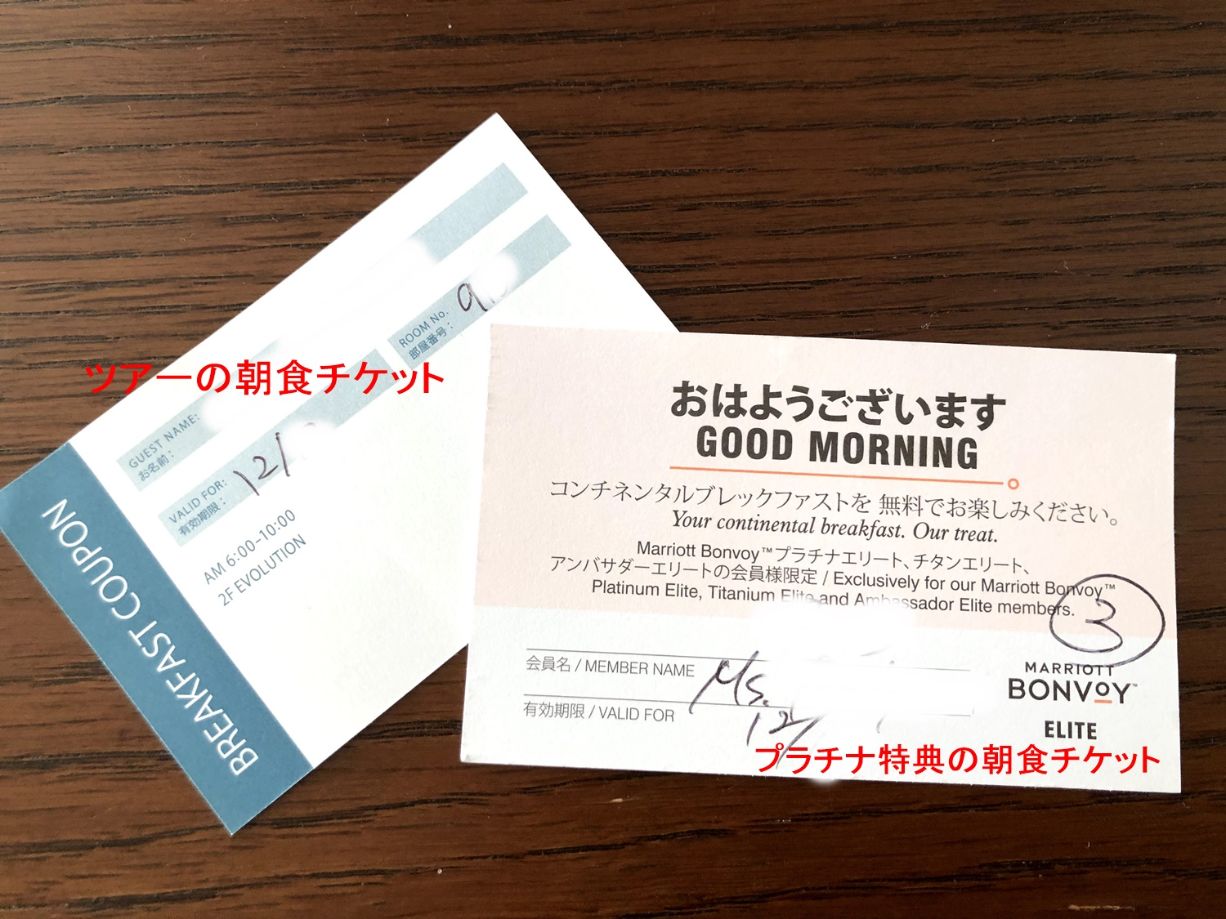 ツアーの朝食チケット
BREAKFAST COUPON
GUEST NAME:
お名前:
VALID FOR: 12/
有効期限:
ROOM No. 9
部屋番号:
AM 6:00-10:00
2F EVOLUTION
おはようございます
GOOD MORNING
コンチネンタルブレックファストを 無料でお楽しみください。
Your continental breakfast. Our treat.
Marriott Bonvoy™プラチナエリート、チタンエリート、
アンバサダーエリートの会員様限定 / Exclusively for our Marriott Bonvoy™
Platinum Elite, Titanium Elite and Ambassador Elite members.
3
会員名 / MEMBER NAME Ms.
有効期限 / VALID FOR 12/
MARRIOTT
BONVOY™
ELITE
プラチナ特典の朝食チケット